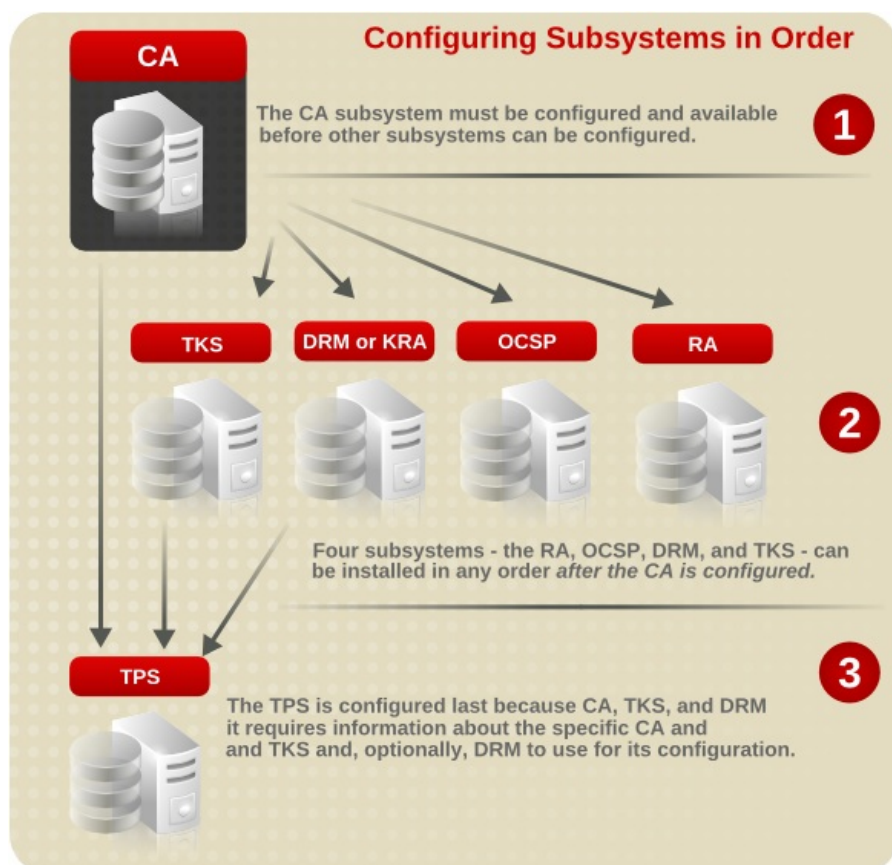 Configuring Subsystems in Order
CA
The CA subsystem must be configured and available
before other subsystems can be configured.
1
TKS
DRM or KRA
OCSP
RA
2
Four subsystems - the RA, OCSP, DRM, and TKS - can
be installed in any order after the CA is configured.
TPS
3
The TPS is configured last because CA, TKS, and DRM
it requires information about the specific CA and
and TKS and, optionally, DRM to use for its configuration.